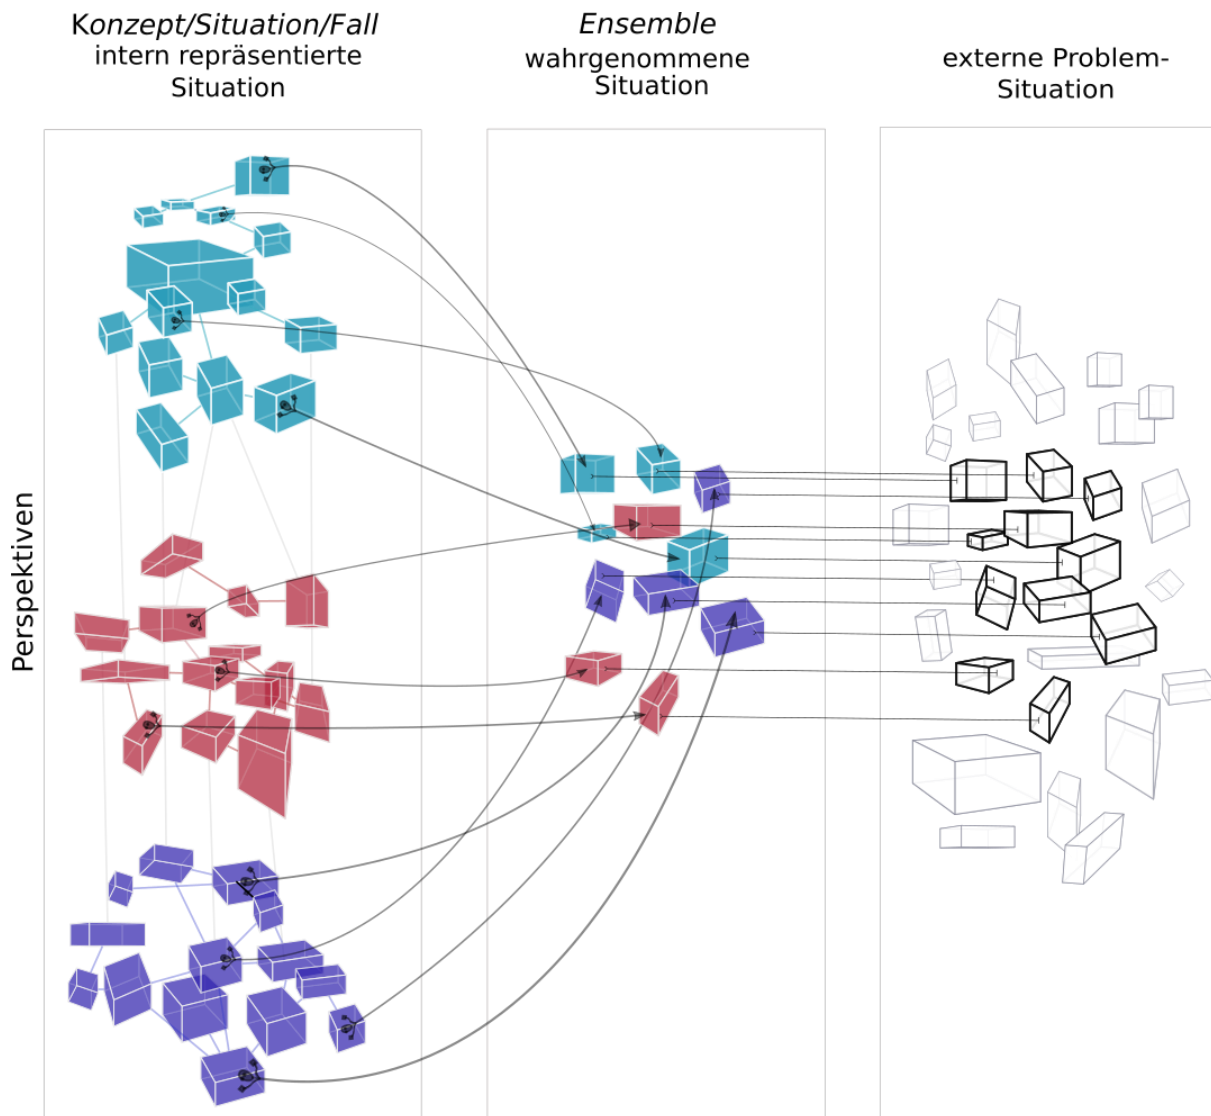 Konzept/Situation/Fall
intern repräsentierte
Situation
Ensemble
wahrgenommene
Situation
externe Problem-
Situation
Perspektiven